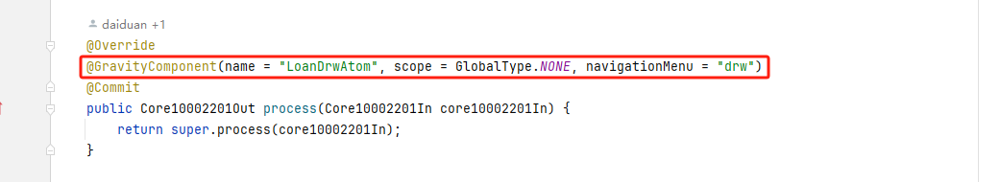 daiduan +1
@Override
@GravityComponent(name = "LoanDrwAtom", scope = GlobalType.NONE, navigationMenu = "drw")
@Commit
public Core10002201Out process(Core10002201In core10002201In) {
    return super.process(core10002201In);
}